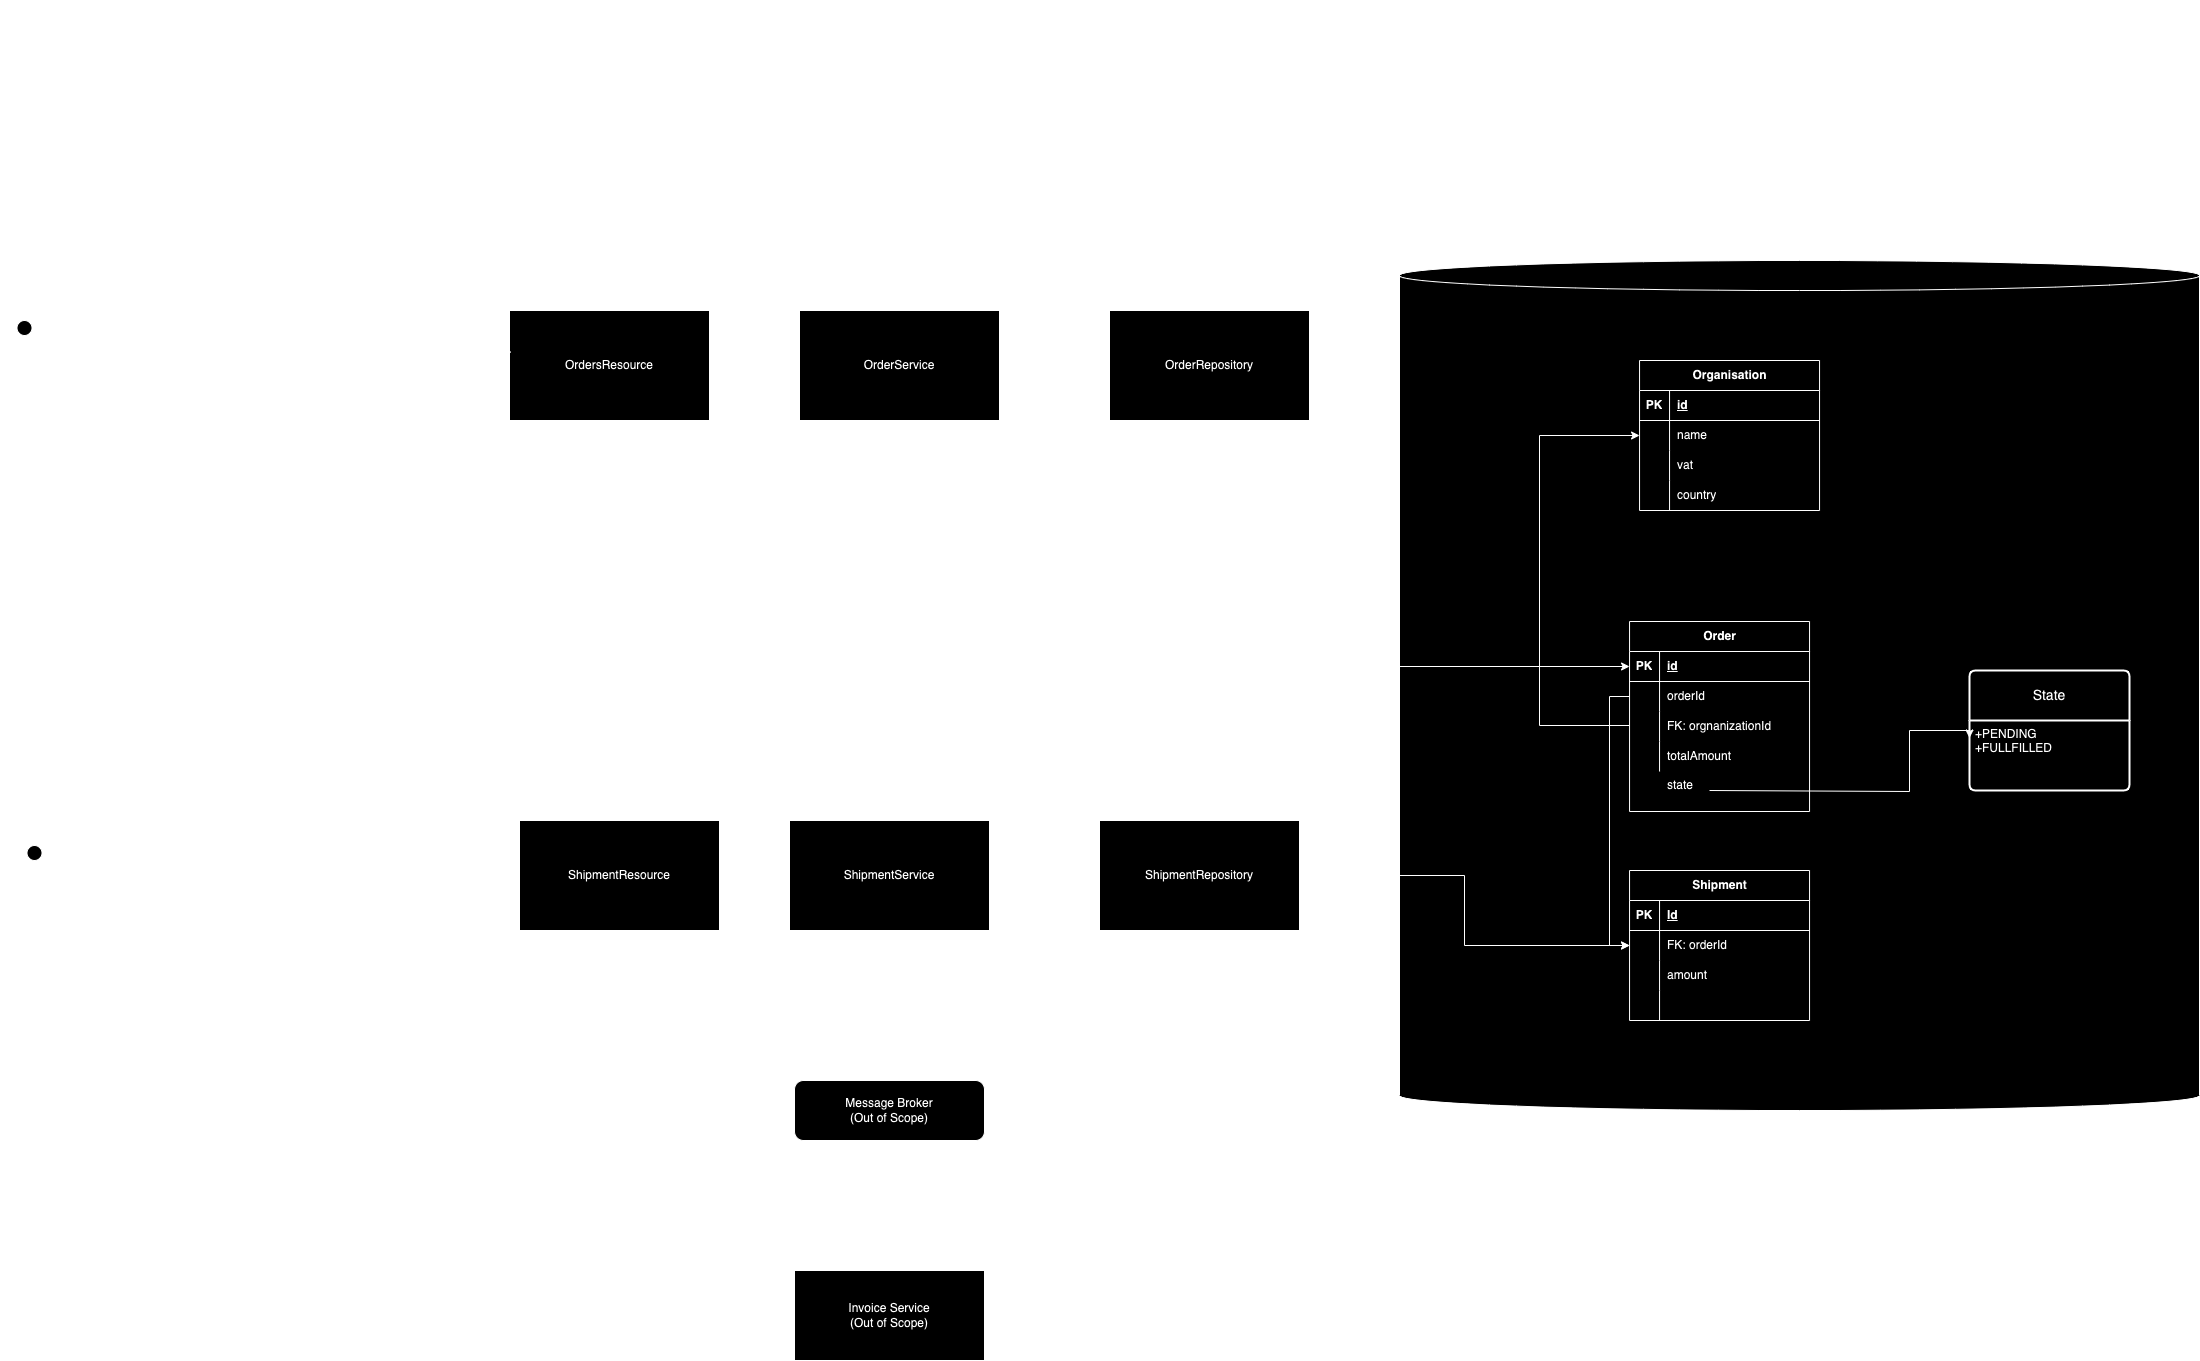 OrdersResource
OrderService
OrderRepository
Organisation
PK id
name
vat
country
Order
PK id
orderId
FK: orgnanizationId
totalAmount
state
State
+PENDING
+FULLFILLED
ShipmentResource
ShipmentService
ShipmentRepository
Shipment
PK Id
FK: orderId
amount
Message Broker
(Out of Scope)
Invoice Service
(Out of Scope)